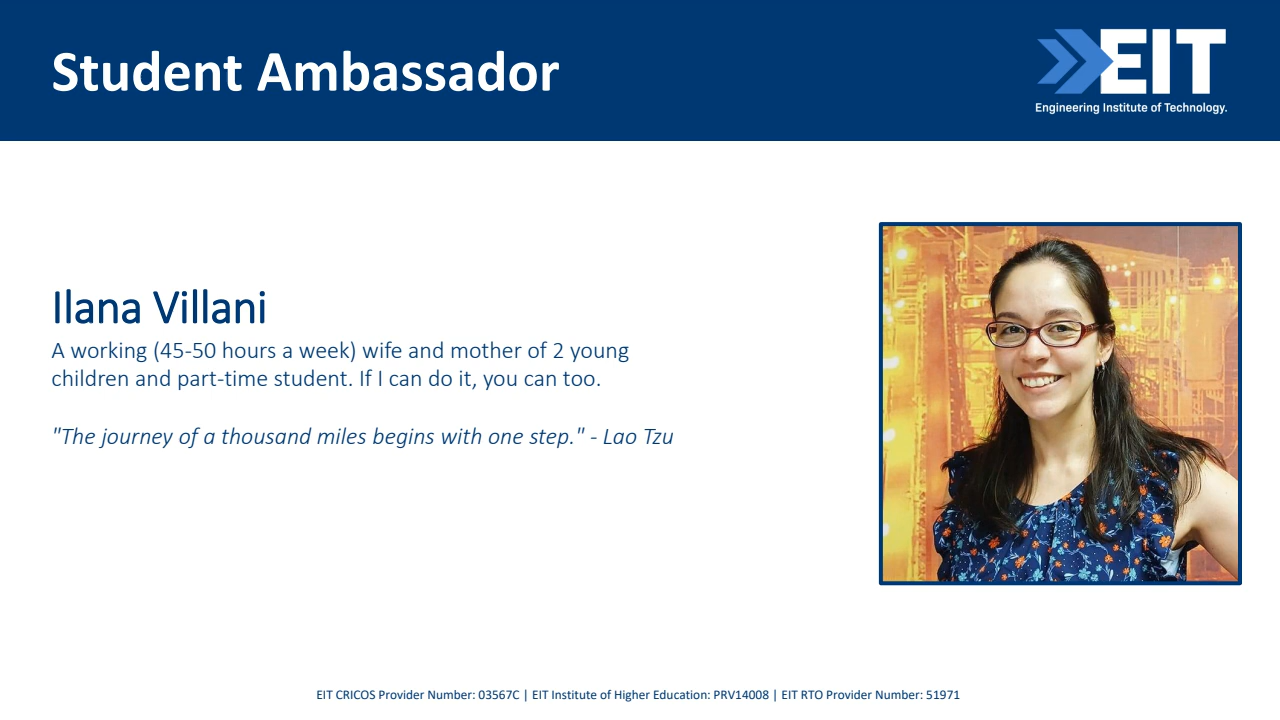 Student Ambassador
EIT
Engineering Institute of Technology.
Ilana Villani
A working (45-50 hours a week) wife and mother of 2 young
children and part-time student. If I can do it, you can too.
"The journey of a thousand miles begins with one step." - Lao Tzu
EIT CRICOS Provider Number: 03567C | EIT Institute of Higher Education: PRV14008 | EIT RTO Provider Number: 51971